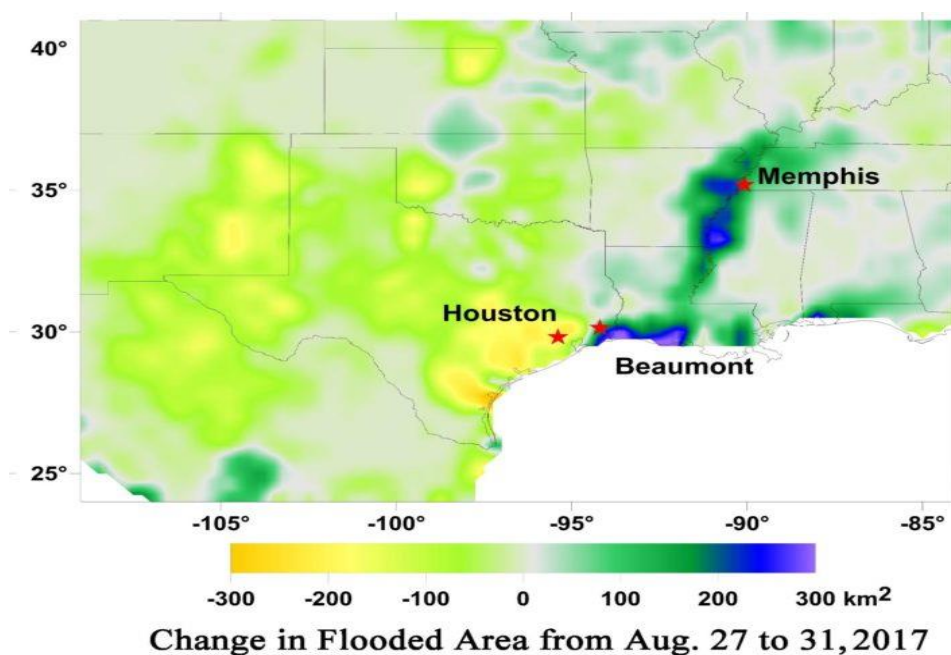 40°
35°
Memphis
Houston
30°
Beaumont
25°
-105° -100° -95° -90° -85°
-300 -200 -100 0 100 200 300 km²
Change in Flooded Area from Aug. 27 to 31, 2017